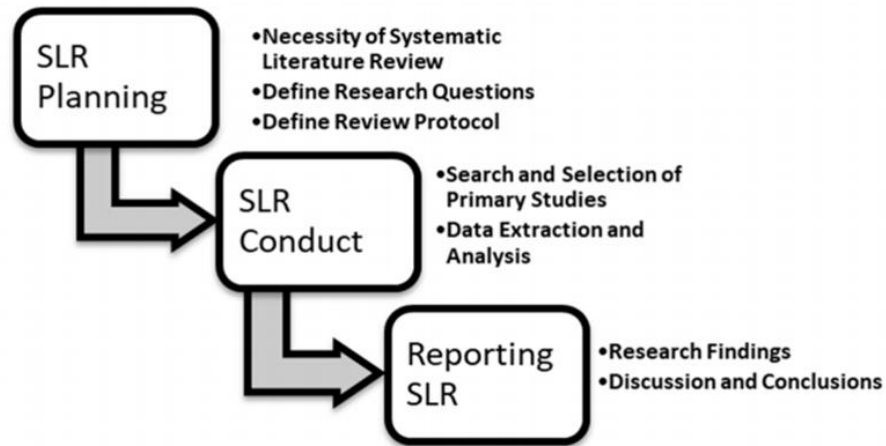 SLR
Planning
•Necessity of Systematic
Literature Review
•Define Research Questions
•Define Review Protocol
SLR
Conduct
•Search and Selection of
Primary Studies
•Data Extraction and
Analysis
Reporting
SLR
•Research Findings
•Discussion and Conclusions